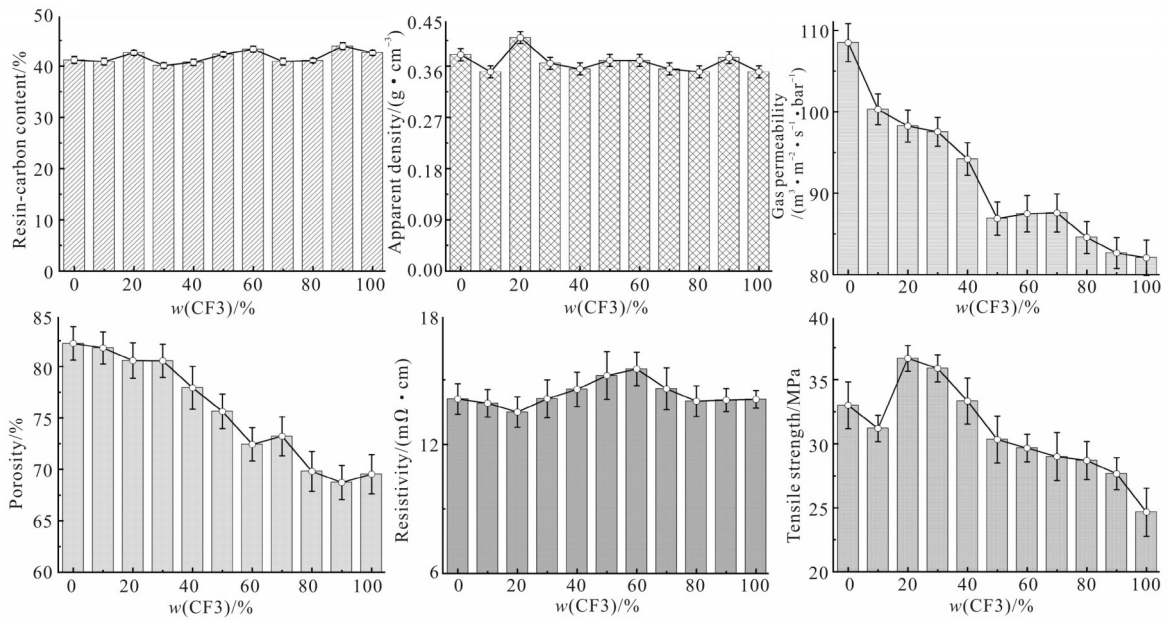 Resin-carbon content/%
50
40
30
20
10
0
0 20 40 60 80 100
w(CF3)/%
Apparent density/(g • cm⁻³)
0.45
0.36
0.27
0.18
0.09
0.00
0 20 40 60 80 100
w(CF3)/%
Gas permeability
/(m³ • m⁻² • s⁻¹ • bar⁻¹)
110
100
90
80
0 20 40 60 80 100
w(CF3)/%
Porosity/%
85
80
75
70
65
60
0 20 40 60 80 100
w(CF3)/%
Resistivity/(mΩ • cm)
18
14
12
6
0 20 40 60 80 100
w(CF3)/%
Tensile strength/MPa
40
35
30
25
20
0 20 40 60 80 100
w(CF3)/%